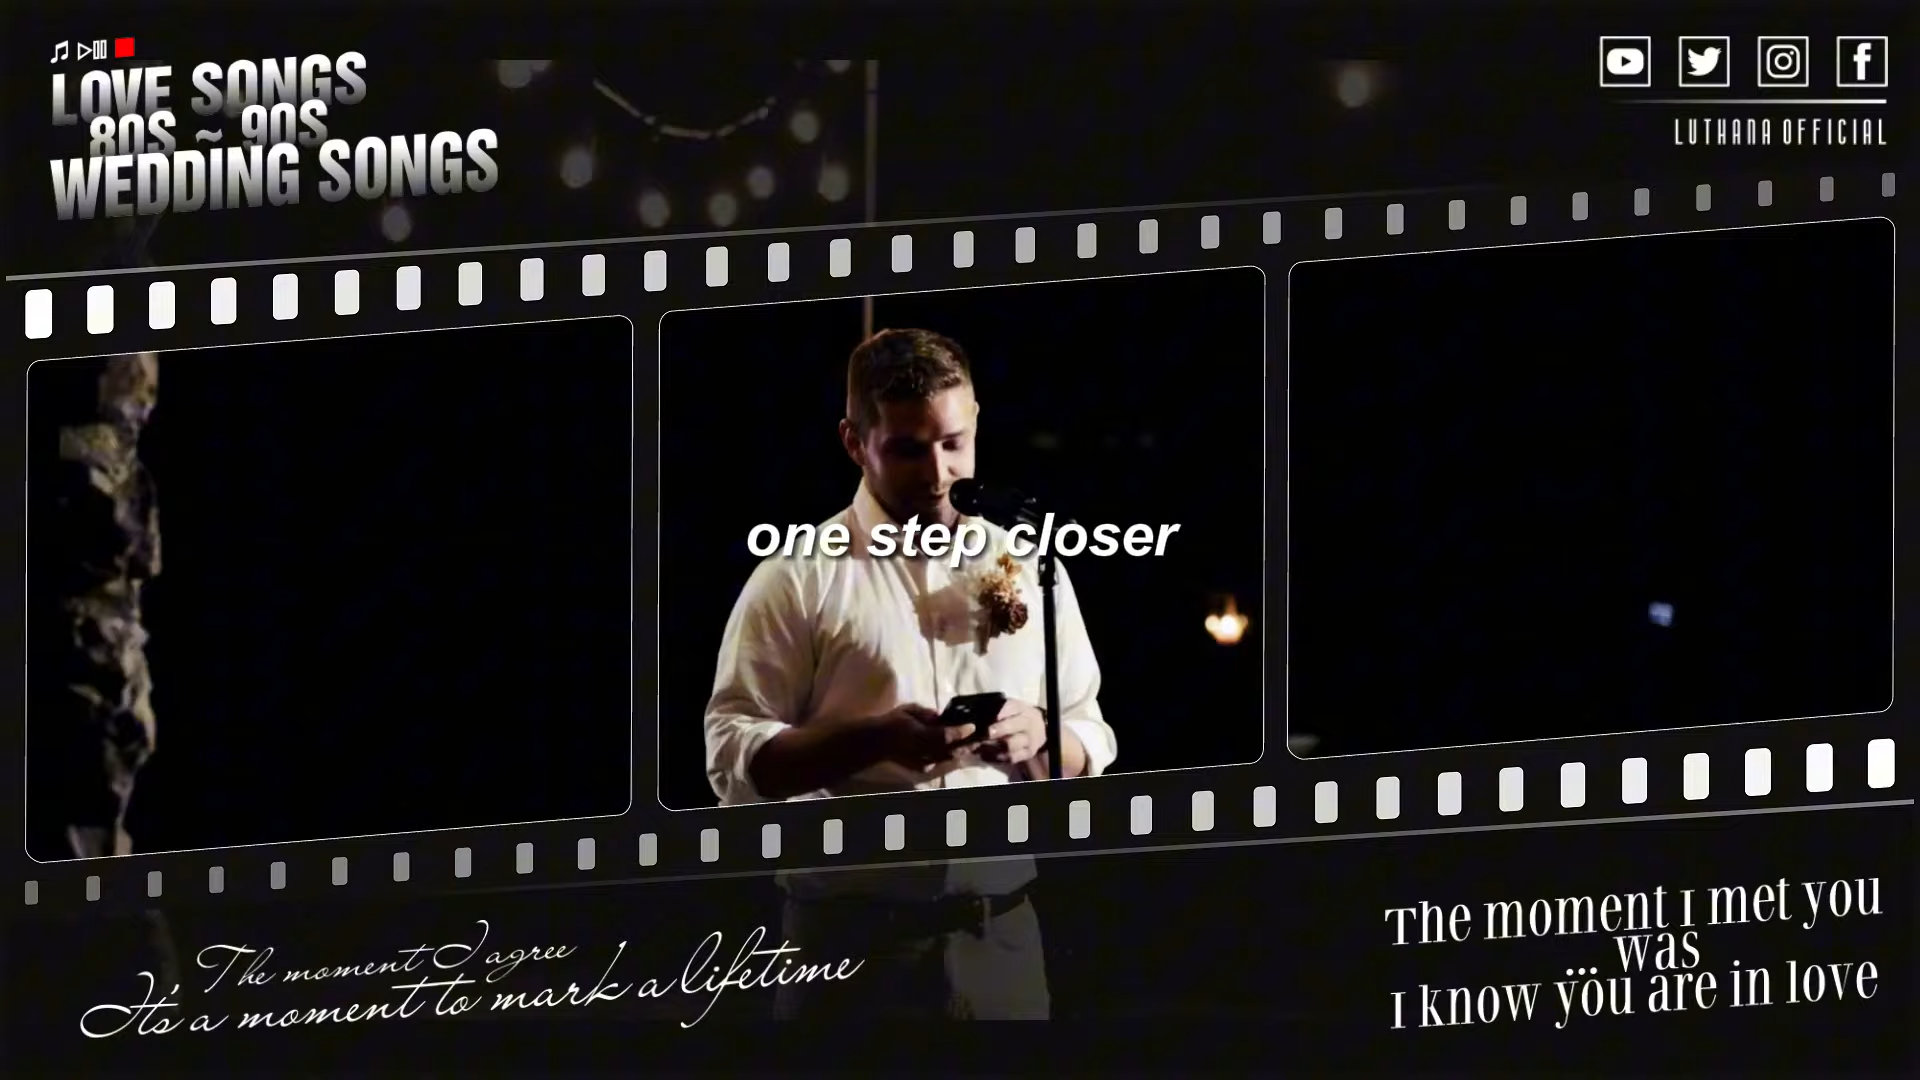 LOVE SONGS
80S ~ 90S
WEDDING SONGS
LUTHANA OFFICIAL
one step closer
The moment I agree
It's a moment to mark a lifetime
The moment I met you
was
I know yöu are in love